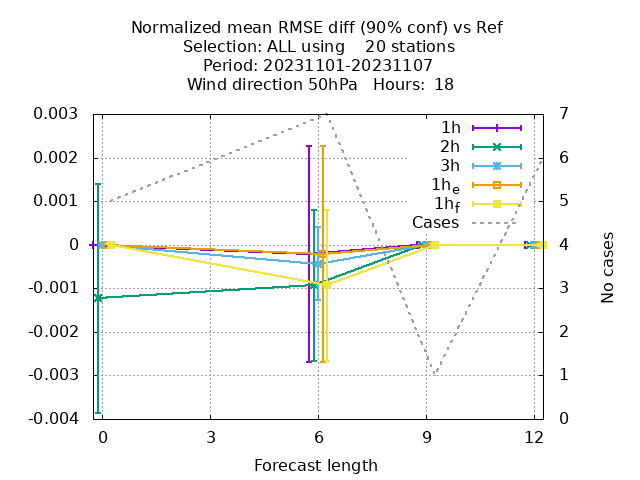 Normalized mean RMSE diff (90% conf) vs Ref
Selection: ALL using    20 stations
Period: 20231101-20231107
Wind direction 50hPa   Hours:  18
0.003
0.002
0.001
0
-0.001
-0.002
-0.003
-0.004
7
6
5
4
3
2
1
0
1h
2h
3h
1he
1hf
Cases
No cases
0 3 6 9 12
Forecast length